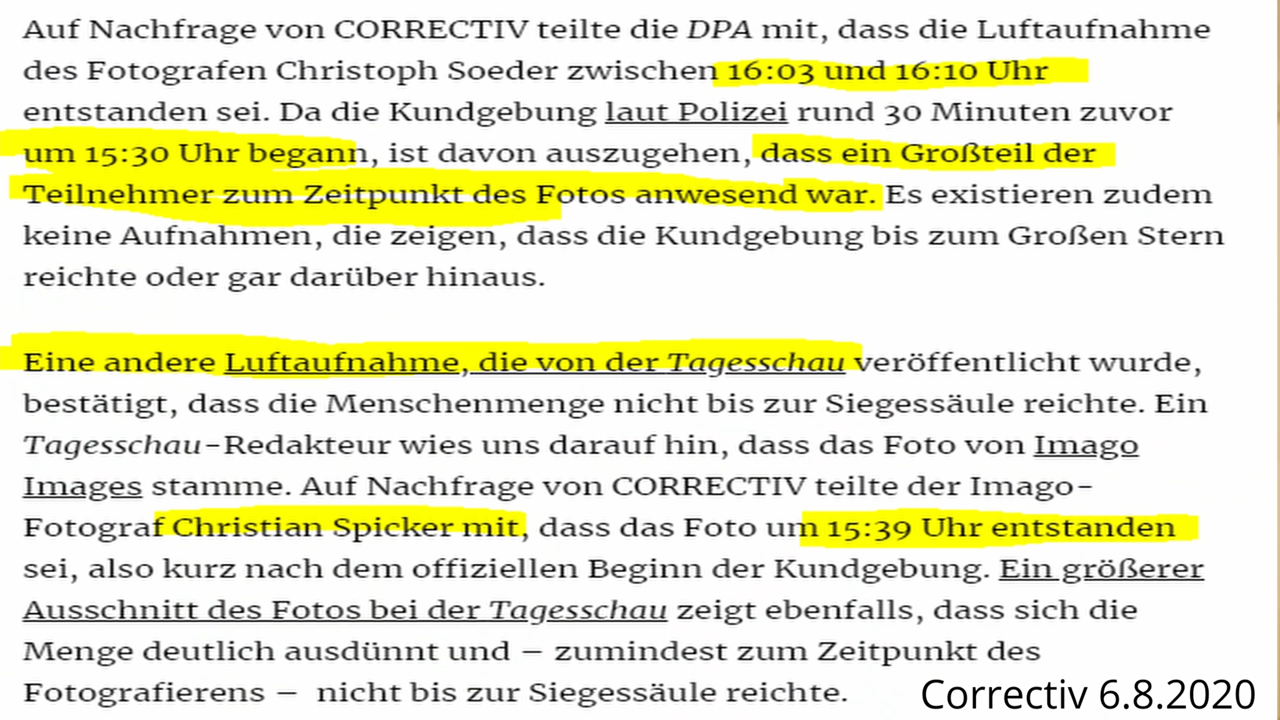 Auf Nachfrage von CORRECTIV teilte die DPA mit, dass die Luftaufnahme
des Fotografen Christoph Soeder zwischen 16:03 und 16:10 Uhr
entstanden sei. Da die Kundgebung laut Polizei rund 30 Minuten zuvor
um 15:30 Uhr begann, ist davon auszugehen, dass ein Großteil der
Teilnehmer zum Zeitpunkt des Fotos anwesend war. Es existieren zudem
keine Aufnahmen, die zeigen, dass die Kundgebung bis zum Großen Stern
reichte oder gar darüber hinaus.
Eine andere Luftaufnahme, die von der Tagesschau veröffentlicht wurde,
bestätigt, dass die Menschenmenge nicht bis zur Siegessäule reichte. Ein
Tagesschau-Redakteur wies uns darauf hin, dass das Foto von Imago
Images stamme. Auf Nachfrage von CORRECTIV teilte der Imago-
Fotograf Christian Spicker mit, dass das Foto um 15:39 Uhr entstanden
sei, also kurz nach dem offiziellen Beginn der Kundgebung. Ein größerer
Ausschnitt des Fotos bei der Tagesschau zeigt ebenfalls, dass sich die
Menge deutlich ausdünnt und – zumindest zum Zeitpunkt des
Fotografierens – nicht bis zur Siegessäule reichte.
Correctiv 6.8.2020